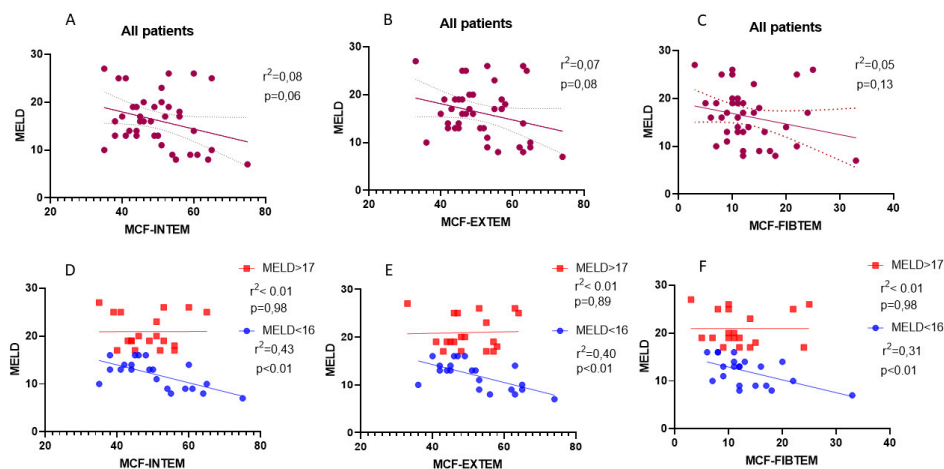 A
All patients
r²=0,08
p=0,06
30
20
10
0
MELD
20 40 60 80
MCF-INTEM
B
All patients
r²=0,07
p=0,08
30
20
10
0
MELD
20 40 60 80
MCF-EXTEM
C
All patients
r²=0,05
p=0,13
30
20
10
0
MELD
0 10 20 30 40
MCF-FIBTEM
D
MELD>17
r²< 0.01
p=0,98
MELD<16
r²=0,43
p<0.01
30
20
10
0
MELD
20 40 60 80
MCF-INTEM
E
MELD>17
r²< 0.01
p=0,89
MELD<16
r²=0,40
p<0.01
30
20
10
0
MELD
20 40 60 80
MCF-EXTEM
F
MELD>17
r²< 0.01
p=0,98
MELD<16
r²=0,31
p<0.01
30
20
10
0
MELD
0 10 20 30 40
MCF-FIBTEM